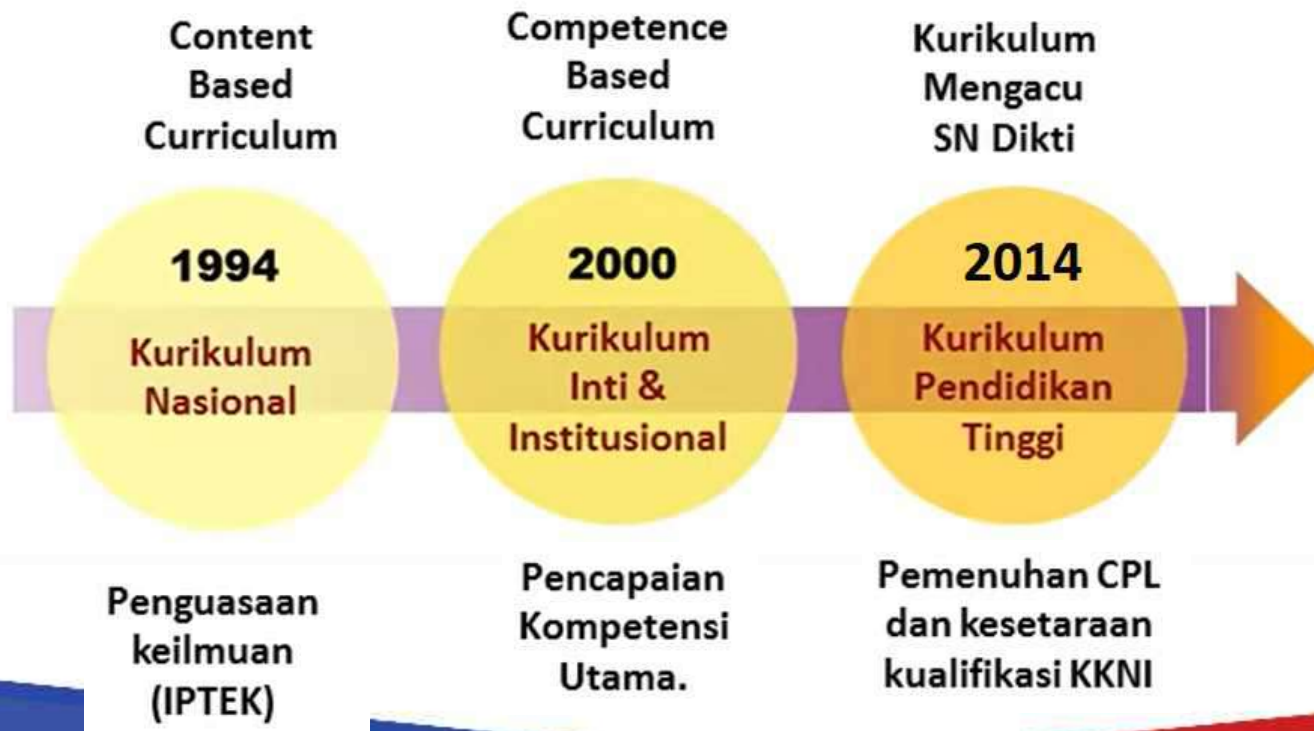 Content
Based
Curriculum
Competence
Based
Curriculum
Kurikulum
Mengacu
SN Dikti
1994
Kurikulum
Nasional
2000
Kurikulum
Inti &
Institusional
2014
Kurikulum
Pendidikan
Tinggi
Penguasaan
keilmuan
(IPTEK)
Pencapaian
Kompetensi
Utama.
Pemenuhan CPL
dan kesetaraan
kualifikasi KKNI